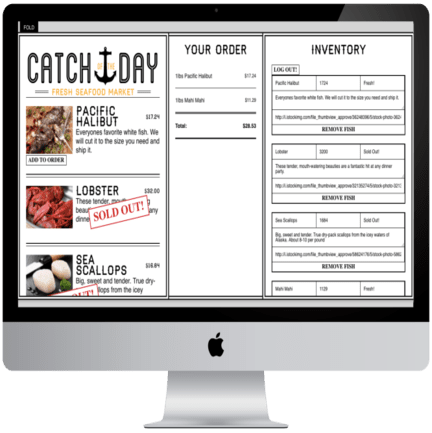 FOLD
CATCH OF THE DAY
FRESH SEAFOOD MARKET
PACIFIC
HALIBUT
$17.24
Everyones favorite white fish. We
will cut it to the size you need and
ship it.
ADD TO ORDER
LOBSTER
$32.00
These tender,
SOLD OUT!
any
SEA
SCALLOPS
$16.84
Big, sweet and tender. True dry-
lops from the icey
YOUR ORDER
1lbs Pacific Halibut
$17.24
1lbs Mahi Mahi
$11.29
Total:
$28.53
INVENTORY
LOG OUT!
Pacific Halibut
1724
Fresh!
Everyones favorite white fish. We will cut it to the size you need and ship it.
REMOVE FISH
Lobster
3200
Sold Out!
These tender, mouth-watering beauties are a fantastic hit at any dinner
party.
REMOVE FISH
Sea Scallops
1684
Sold Out!
Big, sweet and tender. True dry-pack scallops from the icey waters of
Alaska. About 8-10 per pound
REMOVE FISH
Mahi Mahi
1129
Fresh!